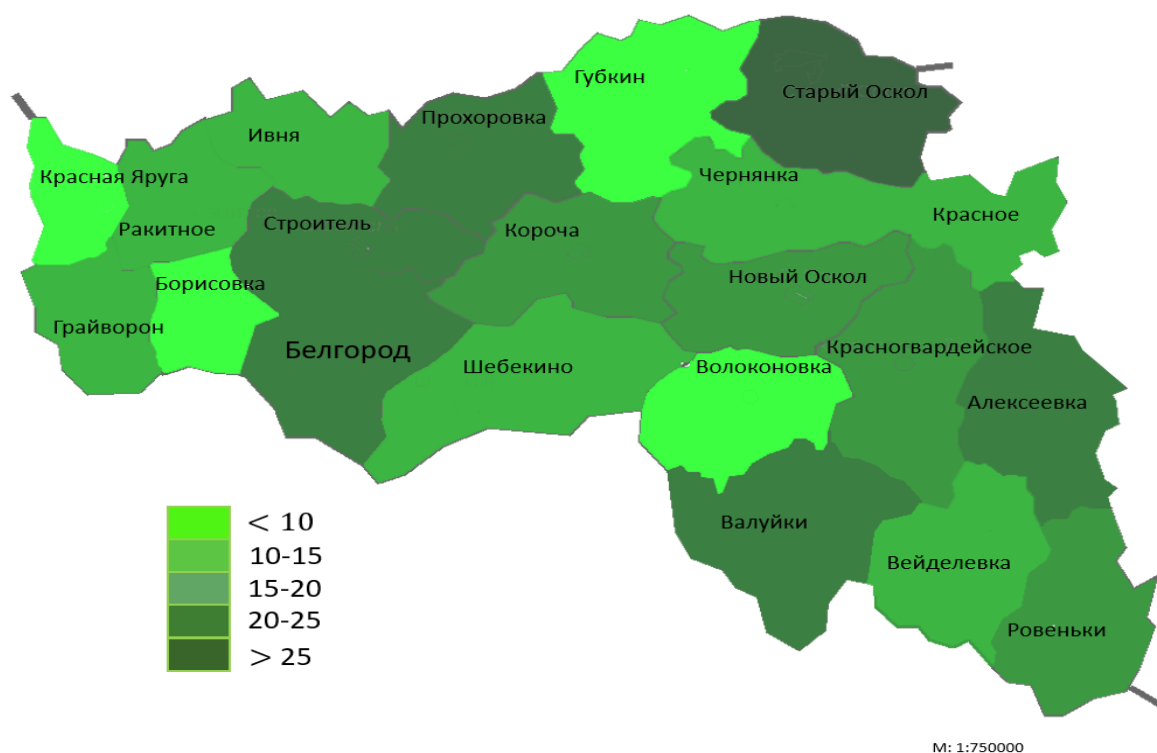 Губкин
Старый Оскол
Прохоровка
Ивня
Красная Яруга
Чернянка
Красное
Ракитное
Строитель
Короча
Новый Оскол
Борисовка
Грайворон
Белгород
Красногвардейское
Шебекино
Волоконовка
Алексеевка
Валуйки
Вейделевка
Ровеньки
< 10
10-15
15-20
20-25
> 25
М: 1:750000